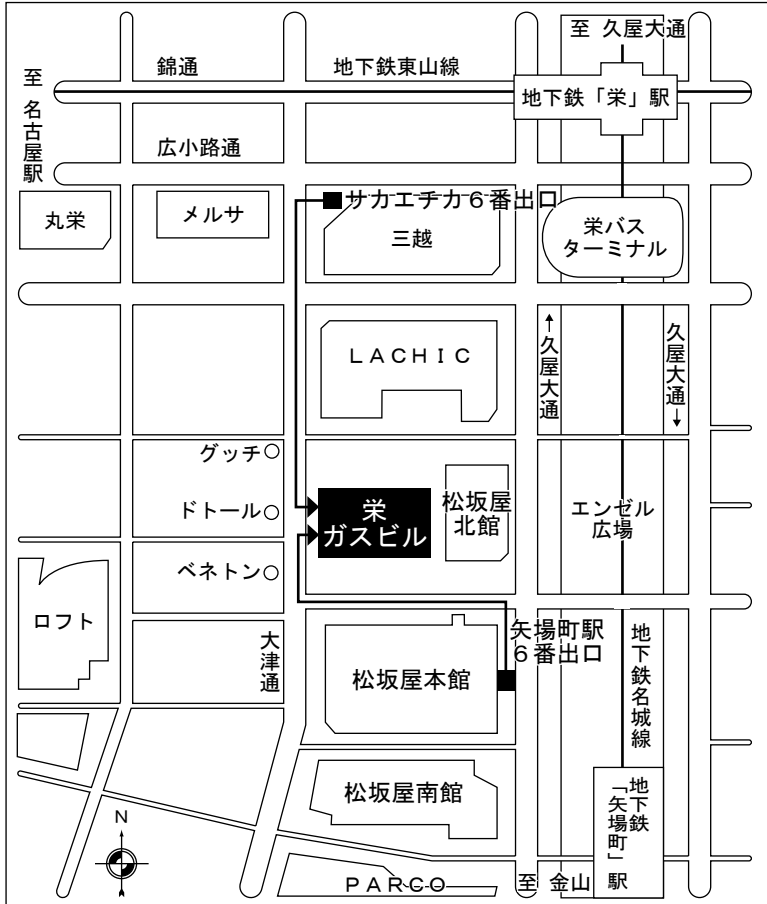 至 久屋大通
錦通
地下鉄東山線
至 名古屋駅
地下鉄「栄」駅
広小路通
サカエチカ６番出口
丸栄
メルサ
三越
栄バス
ターミナル
ＬＡＣＨＩＣ
↑久屋大通
久屋大通↓
グッチ
ドトール
栄
ガスビル
松坂屋
北館
エンゼル
広場
ベネトン
ロフト
大津通
矢場町駅
６番出口
松坂屋本館
地下鉄名城線
松坂屋南館
地下鉄
「矢場町」駅
N
ＰＡＲＣＯ
至 金山